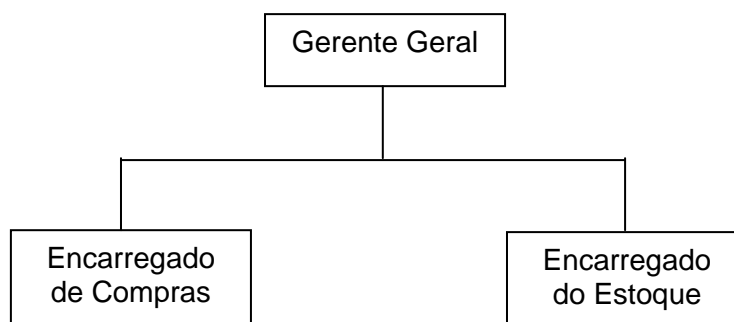 Gerente Geral
Encarregado
de Compras
Encarregado
do Estoque